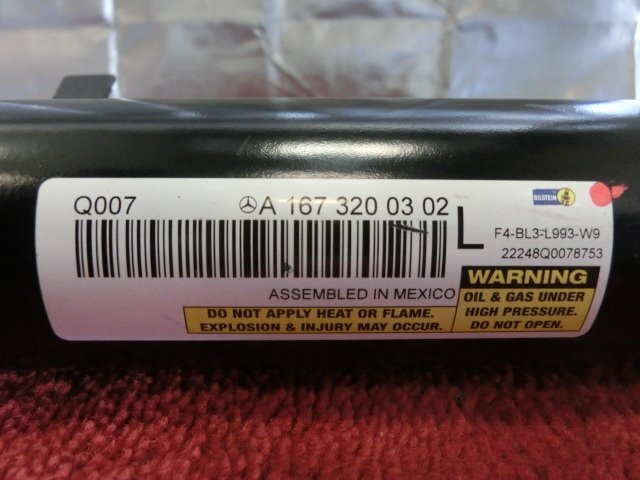 Q007 A 167 320 03 02
L
BILSTEIN
F4-BL3-L993-W9
22248Q0078753
ASSEMBLED IN MEXICO
DO NOT APPLY HEAT OR FLAME.
EXPLOSION & INJURY MAY OCCUR.
WARNING
OIL & GAS UNDER
HIGH PRESSURE.
DO NOT OPEN.